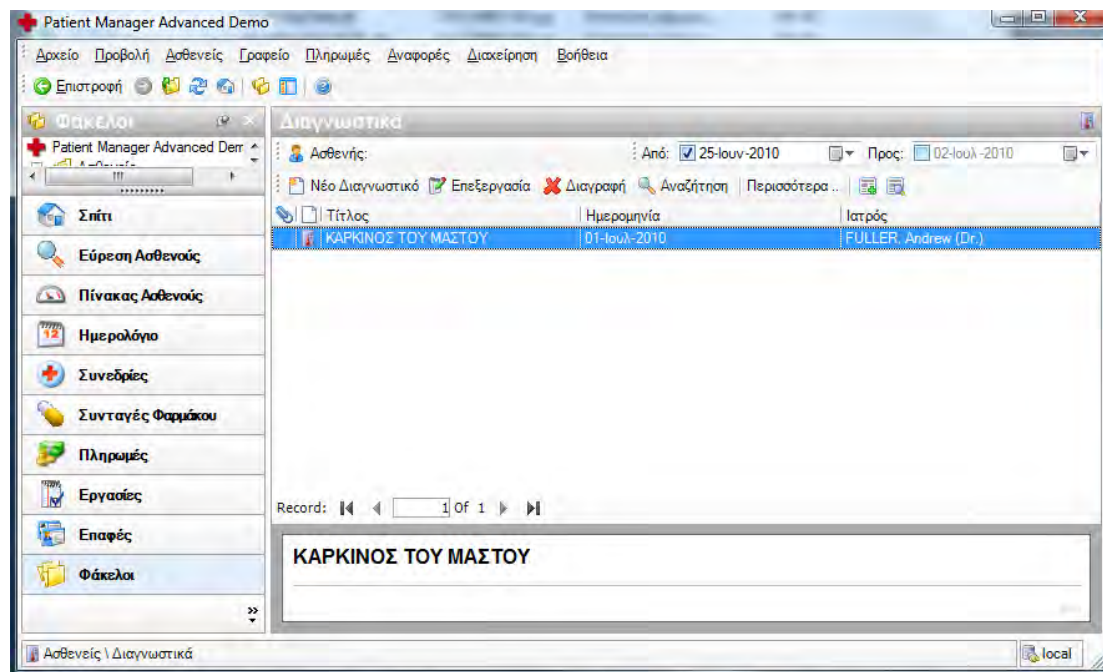 Patient Manager Advanced Demo
Αρχείο Προβολή Ασθενείς Γραφείο Πληρωμές Αναφορές Διαχείρηση Βοήθεια
Επιστροφή
Φάκελοι
Διαγνωστικά
Patient Manager Advanced Dem
Ασθενής: Από: 25-Ιουν-2010 Προς: 02-Ιουλ-2010
Νέο Διαγνωστικό Επεξεργασία Διαγραφή Αναζήτηση Περισσότερα ..
Τίτλος Ημερομηνία Ιατρός
ΚΑΡΚΙΝΟΣ ΤΟΥ ΜΑΣΤΟΥ 01-Ιουλ-2010 FULLER, Andrew (Dr.)
Σπίτι
Εύρεση Ασθενούς
Πίνακας Ασθενούς
12
Ημερολόγιο
Συνεδρίες
Συνταγές Φαρμάκου
Πληρωμές
Εργασίες
Επαφές
Φάκελοι
Record: 1 Of 1
ΚΑΡΚΙΝΟΣ ΤΟΥ ΜΑΣΤΟΥ
Ασθενείς \ Διαγνωστικά
local